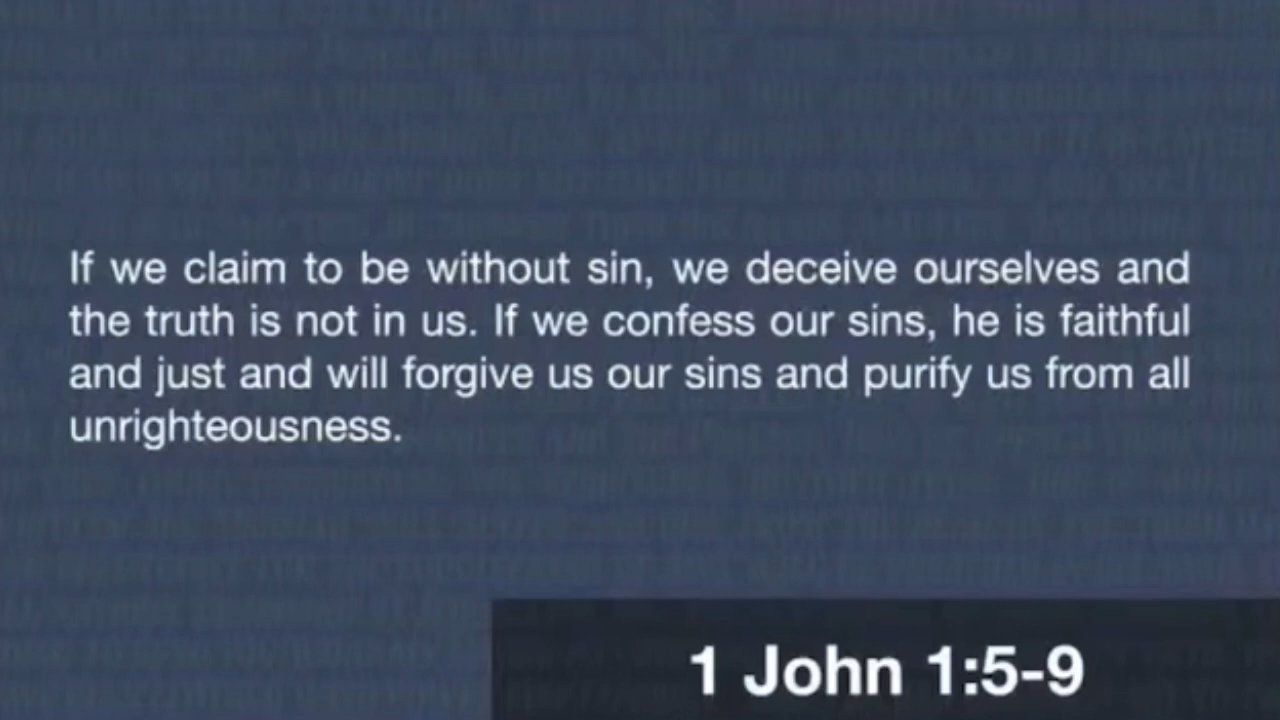 If we claim to be without sin, we deceive ourselves and
the truth is not in us. If we confess our sins, he is faithful
and just and will forgive us our sins and purify us from all
unrighteousness.
1 John 1:5-9